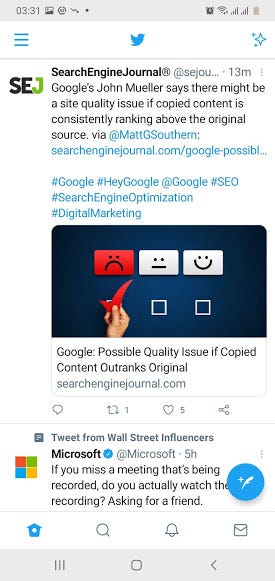 03:31
SEJ
SearchEngineJournal® @sejou... · 13m
Google's John Mueller says there might be
a site quality issue if copied content is
consistently ranking above the original
source. via @MattGSouthern:
searchenginejournal.com/google-possibl...
#Google #HeyGoogle @Google #SEO
#SearchEngineOptimization
#DigitalMarketing
Google: Possible Quality Issue if Copied
Content Outranks Original
searchenginejournal.com
1 5
Tweet from Wall Street Influencers
Microsoft @Microsoft · 5h
If you miss a meeting that's being
recorded, do you actually watch the
recording? Asking for a friend.